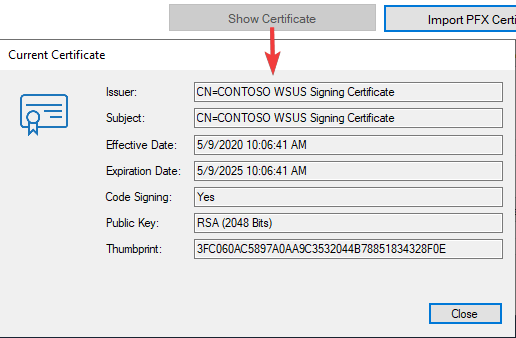 Show Certificate
Import PFX Certi
Current Certificate
Issuer: CN=CONTOSO WSUS Signing Certificate
Subject: CN=CONTOSO WSUS Signing Certificate
Effective Date: 5/9/2020 10:06:41 AM
Expiration Date: 5/9/2025 10:06:41 AM
Code Signing: Yes
Public Key: RSA (2048 Bits)
Thumbprint: 3FC060AC5897A0AA9C3532044B78851834328F0E
Close